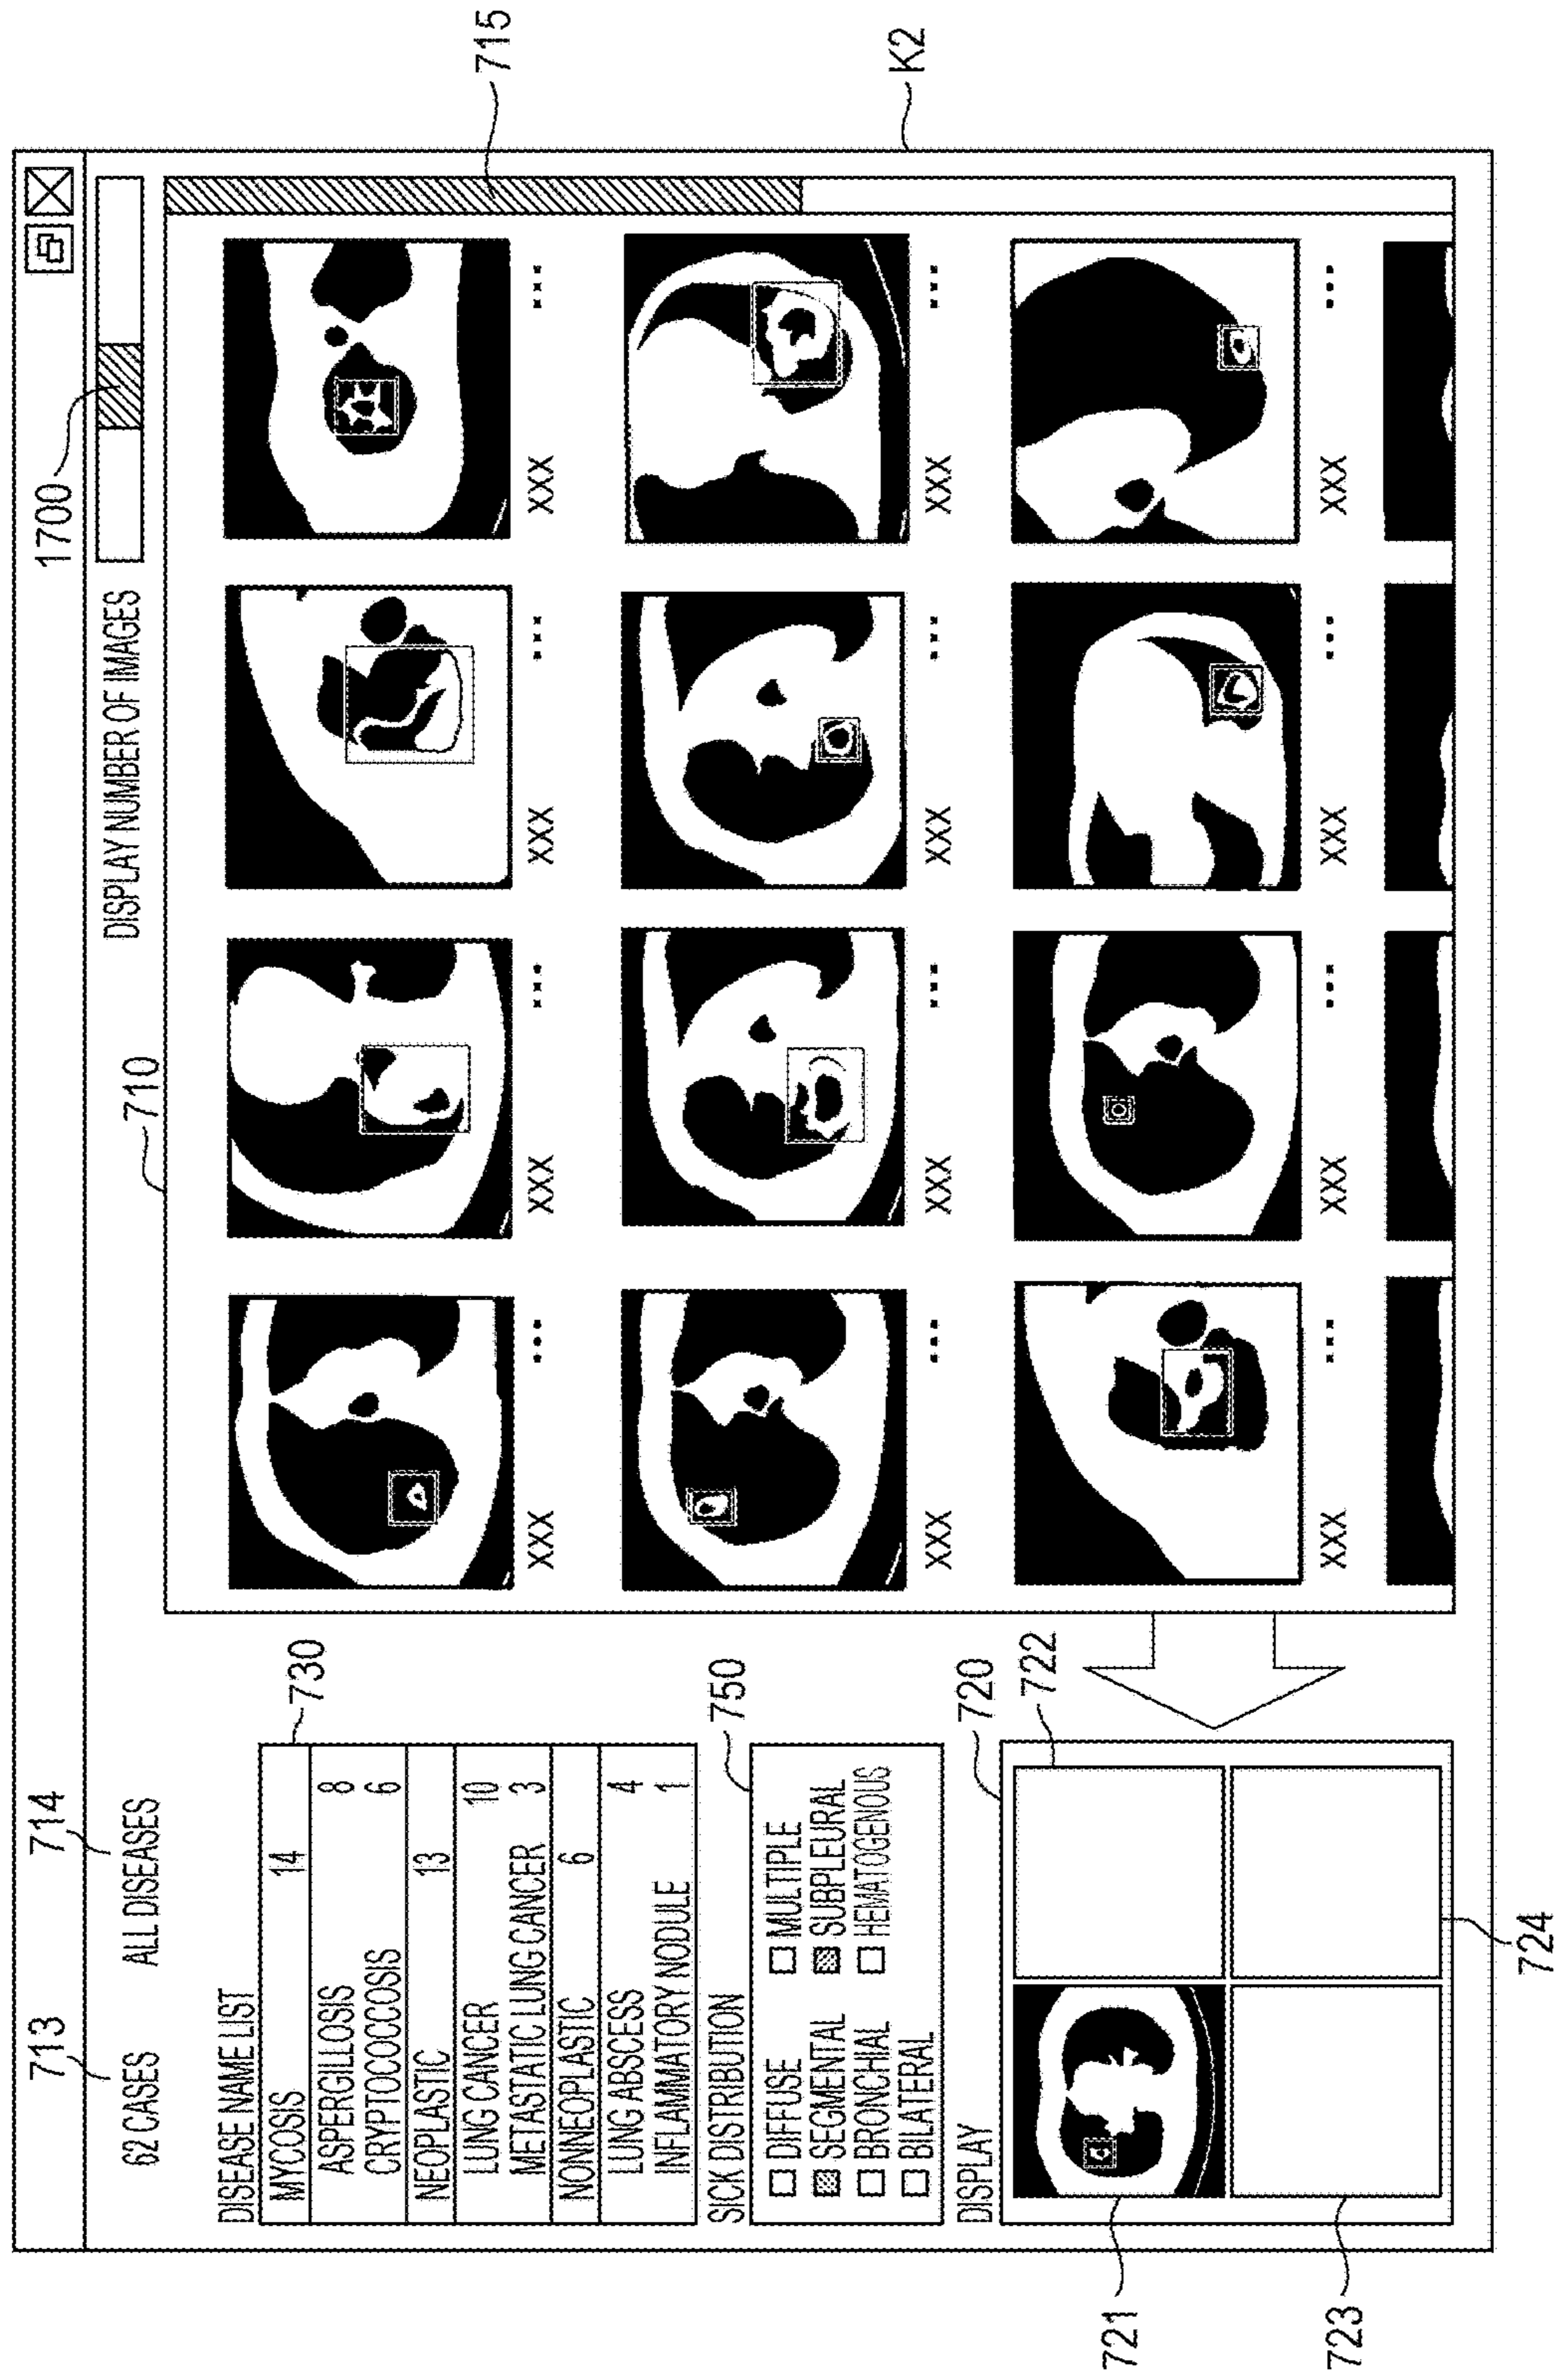 713
714
1700
62 CASES
ALL DISEASES
DISPLAY NUMBER OF IMAGES
710
715
K2
DISEASE NAME LIST
730
MYCOSIS 14
ASPERGILLOSIS 8
CRYPTOCOCCOSIS 6
NEOPLASTIC 13
LUNG CANCER 10
METASTATIC LUNG CANCER 3
NONNEOPLASTIC 6
LUNG ABSCESS 4
INFLAMMATORY NODULE 1
SICK DISTRIBUTION
750
DIFFUSE MULTIPLE
SEGMENTAL SUBPLEURAL
BRONCHIAL HEMATOGENOUS
BILATERAL
DISPLAY
720
722
721
723
724
XXX ... XXX ... XXX ... XXX ...
XXX ... XXX ... XXX ... XXX ...
XXX ... XXX ... XXX ... XXX ...